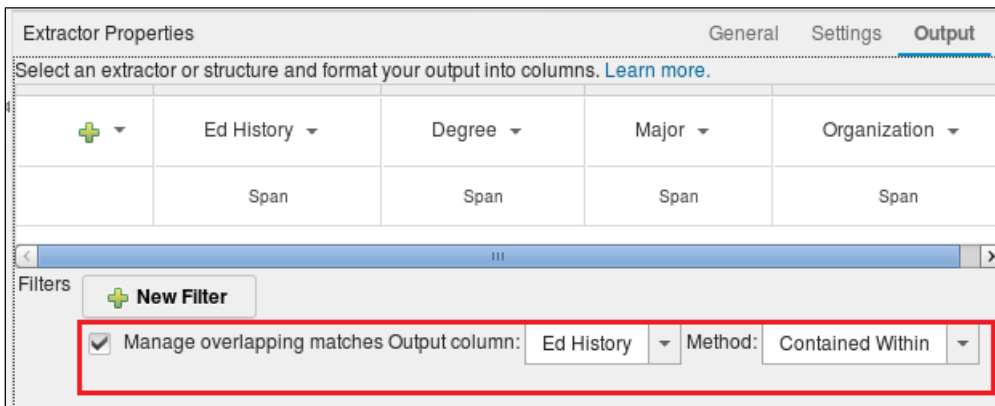 Extractor Properties General Settings Output
Select an extractor or structure and format your output into columns. Learn more.
Ed History Degree Major Organization
Span Span Span Span
Filters New Filter
Manage overlapping matches Output column: Ed History Method: Contained Within